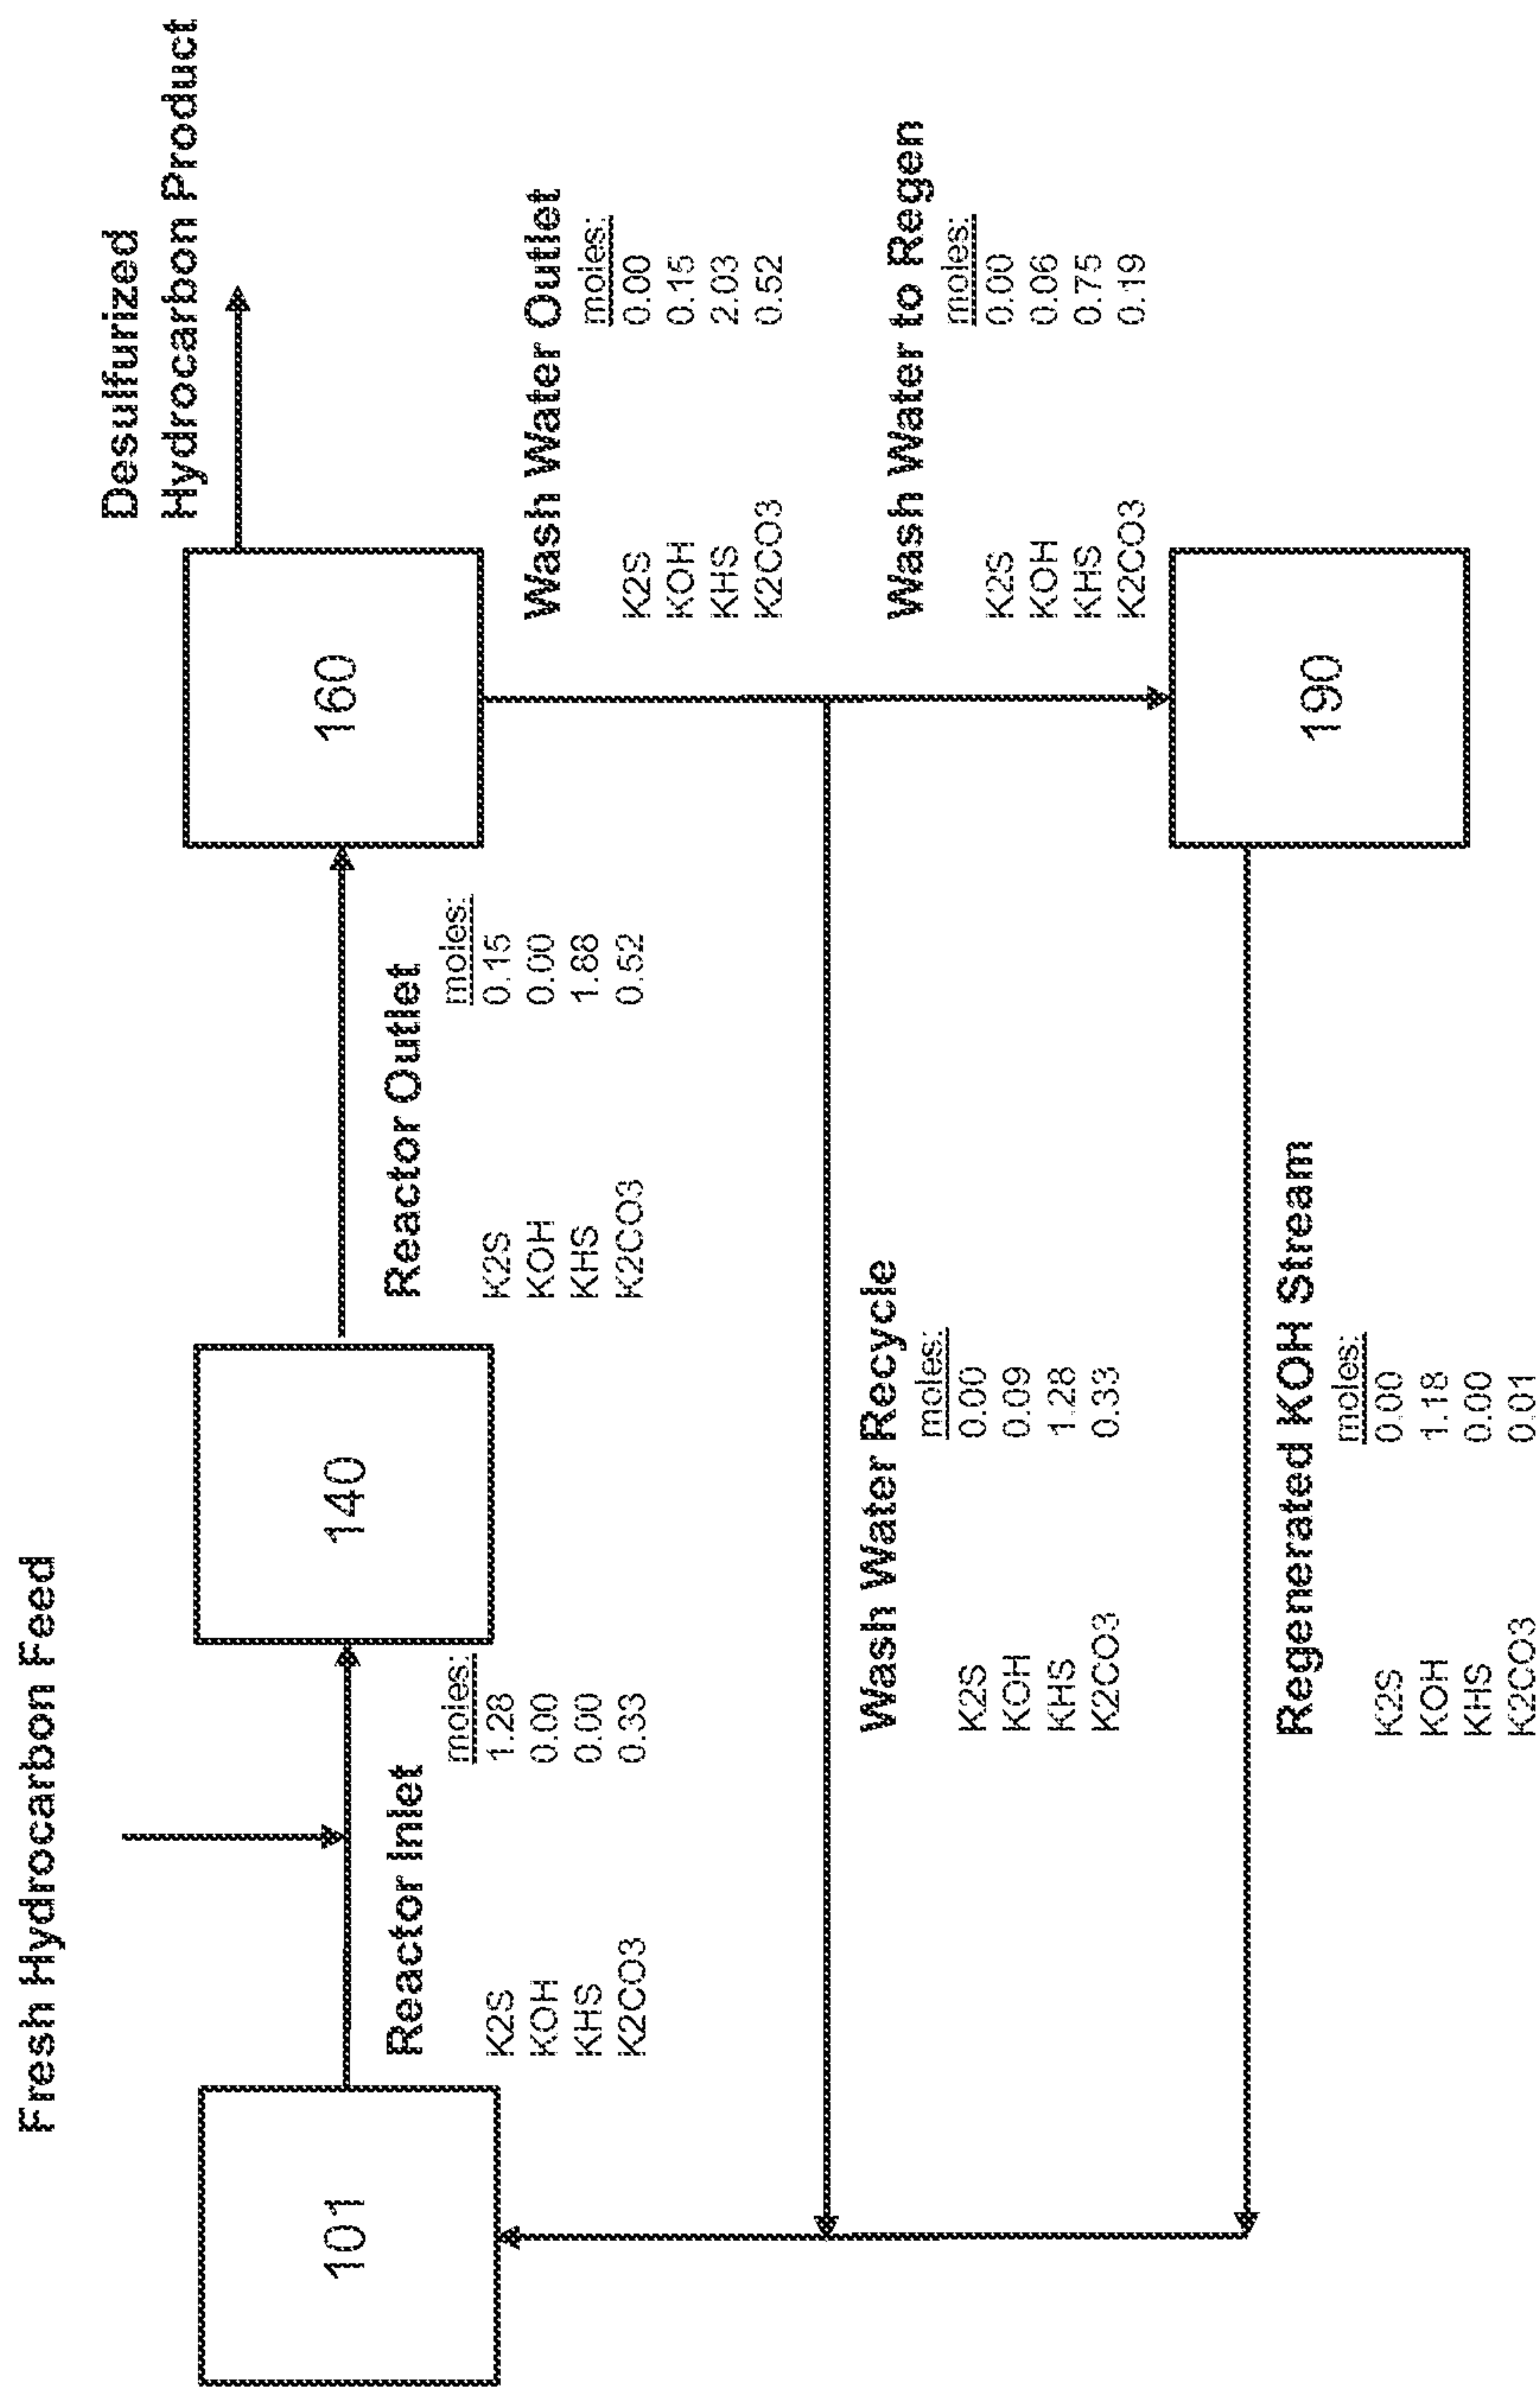 Fresh Hydrocarbon Feed
Desulfurized
Hydrocarbon Product
101
140
160
Reactor Inlet
moles:
K2S 1.28
KOH 0.00
KHS 0.00
K2CO3 0.33
Reactor Outlet
moles:
K2S 0.15
KOH 0.00
KHS 1.88
K2CO3 0.52
Wash Water Outlet
moles:
K2S 0.00
KOH 0.15
KHS 2.03
K2CO3 0.52
Wash Water Recycle
moles:
K2S 0.00
KOH 0.09
KHS 1.28
K2CO3 0.33
Wash Water to Regen
moles:
K2S 0.00
KOH 0.06
KHS 0.75
K2CO3 0.19
190
Regenerated KOH Stream
moles:
K2S 0.00
KOH 1.18
KHS 0.00
K2CO3 0.01